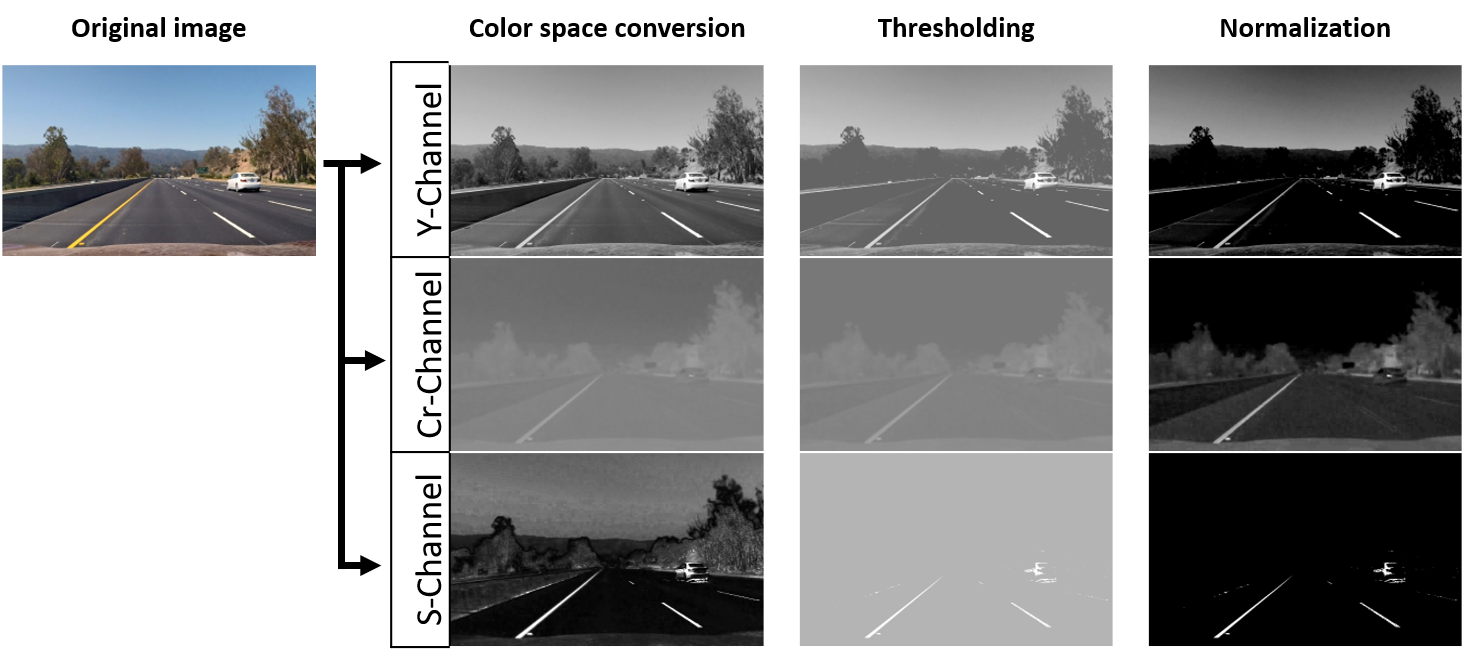 Original image
Color space conversion
Thresholding
Normalization
Y-Channel
Cr-Channel
S-Channel